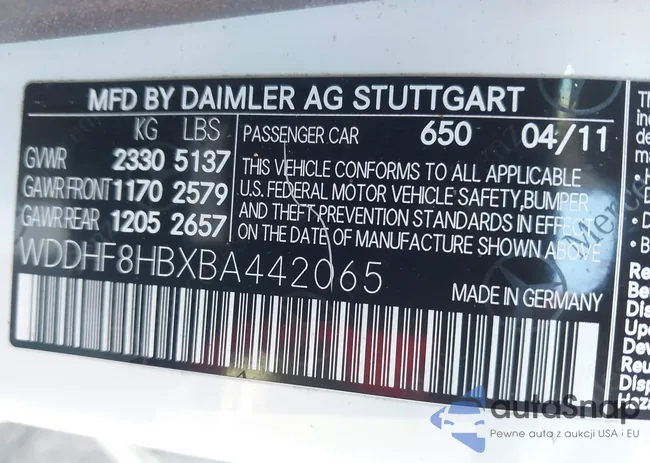 MFD BY DAIMLER AG STUTTGART
KG LBS
GVWR 2330 5137
GAWR FRONT 1170 2579
GAWR REAR 1205 2657
PASSENGER CAR 650 04/11
THIS VEHICLE CONFORMS TO ALL APPLICABLE
U.S. FEDERAL MOTOR VEHICLE SAFETY,BUMPER
AND THEFT PREVENTION STANDARDS IN EFFECT
DATE OF MANUFACTURE SHOWN ABOVE
WDDHF8HBXBA442065
MADE IN GERMANY
autoSnap
Pewne auta z aukcji USA i EU